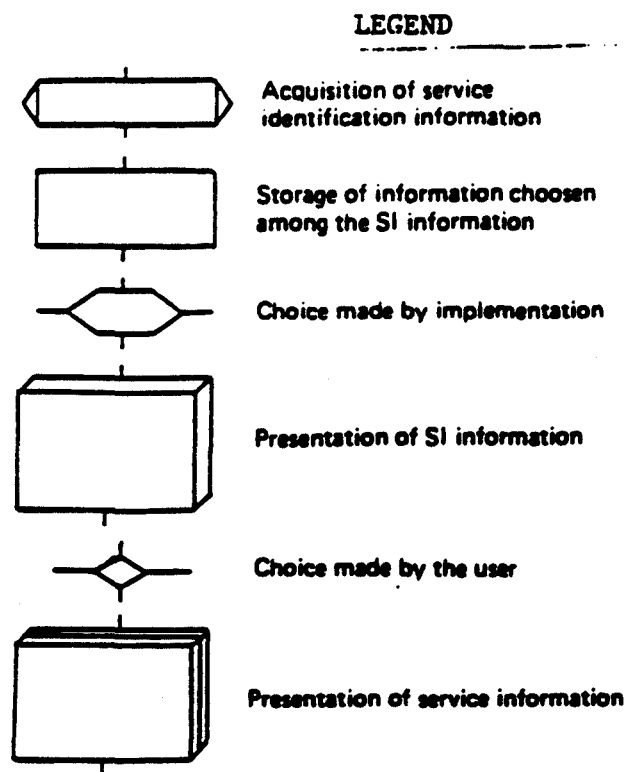 LEGEND
Acquisition of service
identification information
Storage of information choosen
among the SI information
Choice made by implementation
Presentation of SI information
Choice made by the user
Presentation of service information